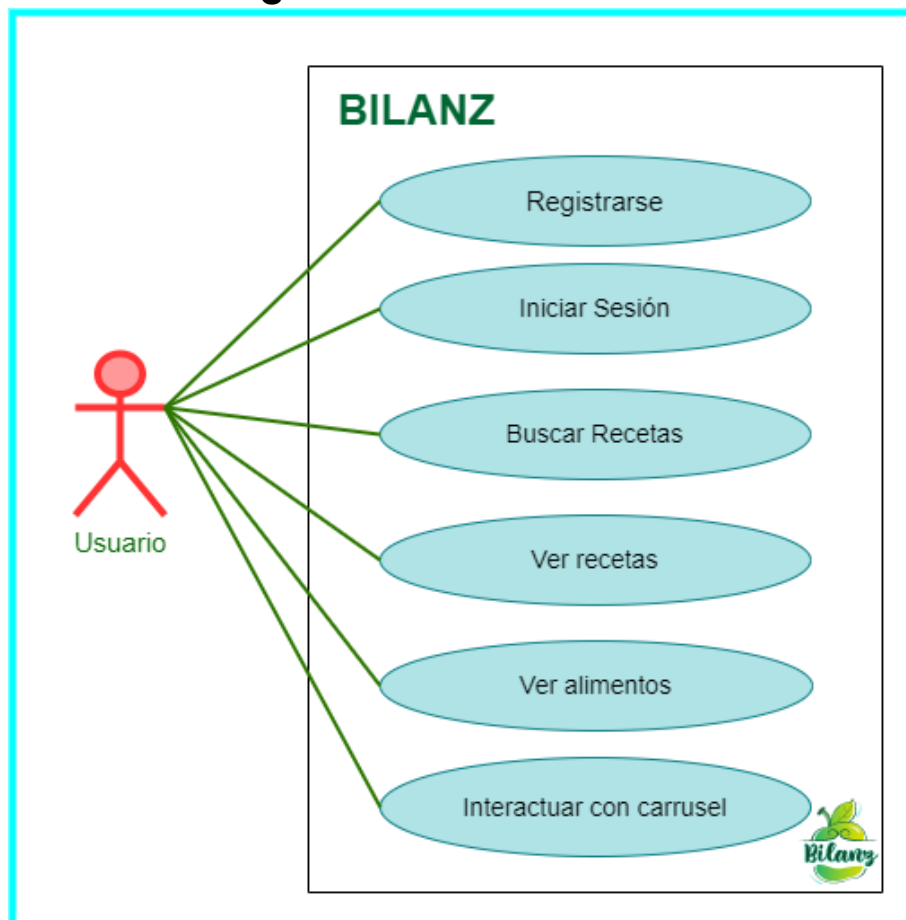 BILANZ
Registrarse
Iniciar Sesión
Buscar Recetas
Ver recetas
Usuario
Ver alimentos
Interactuar con carrusel
Bilanz